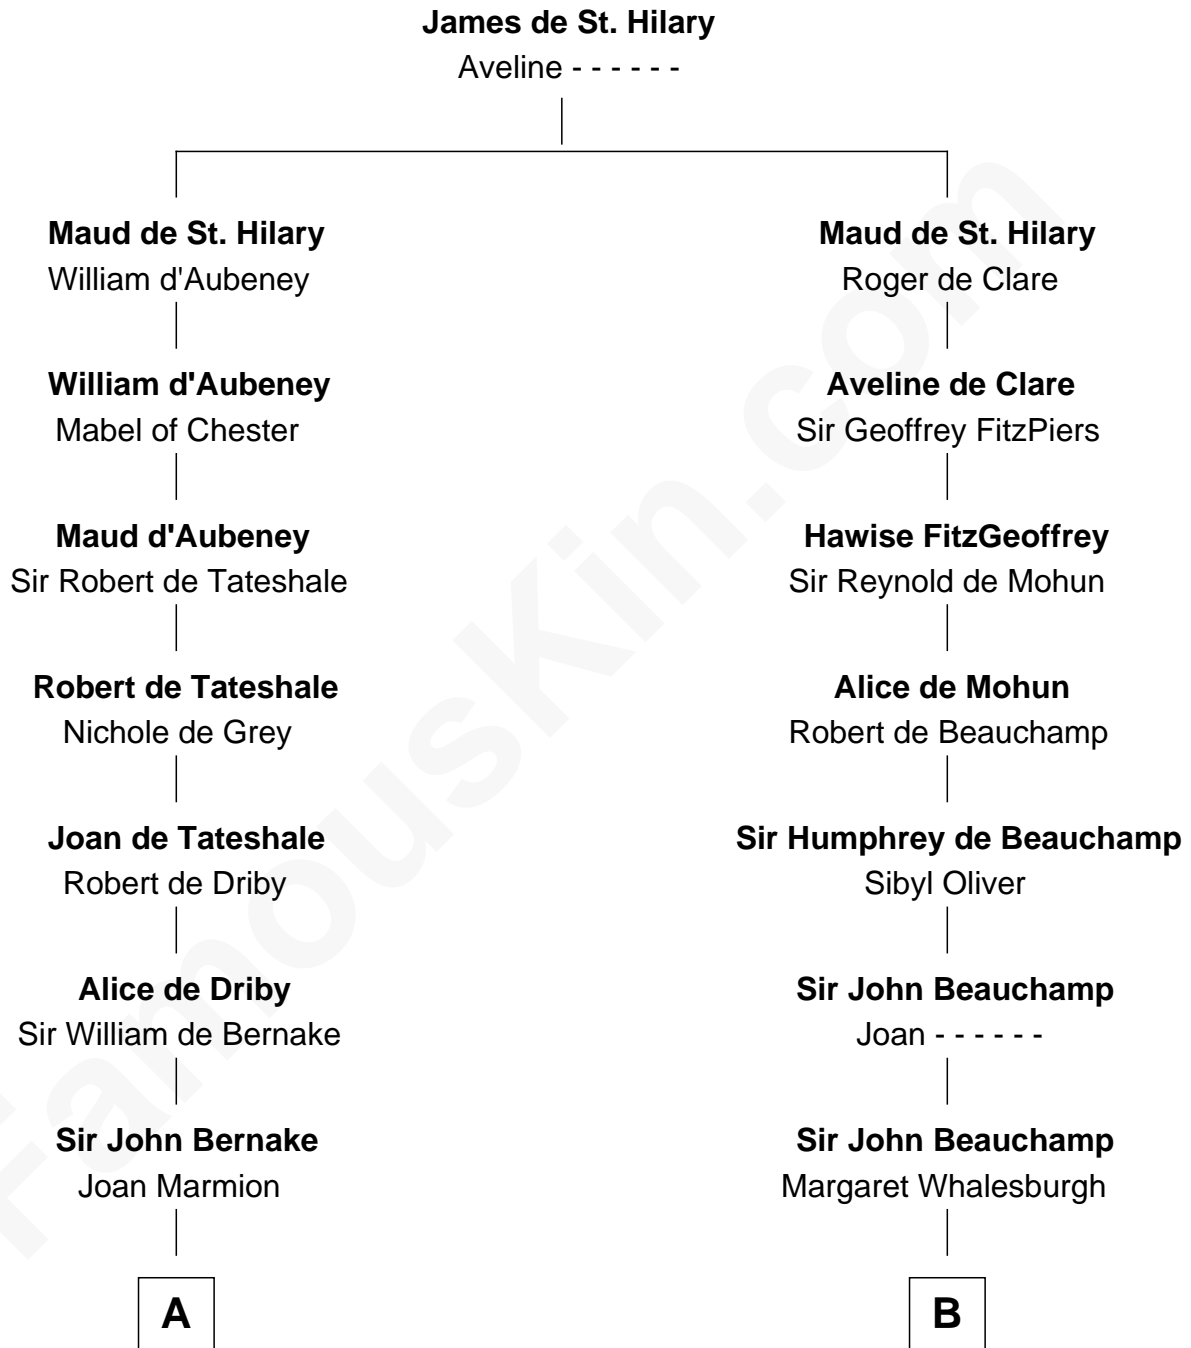 James de St. Hilary
Aveline - - - - - -
Maud de St. Hilary
William d'Aubeney
William d'Aubeney
Mabel of Chester
Maud d'Aubeney
Sir Robert de Tateshale
Robert de Tateshale
Nichole de Grey
Joan de Tateshale
Robert de Driby
Alice de Driby
Sir William de Bernake
Sir John Bernake
Joan Marmion
A
Maud de St. Hilary
Roger de Clare
Aveline de Clare
Sir Geoffrey FitzPiers
Hawise FitzGeoffrey
Sir Reynold de Mohun
Alice de Mohun
Robert de Beauchamp
Sir Humphrey de Beauchamp
Sibyl Oliver
Sir John Beauchamp
Joan - - - - - -
Sir John Beauchamp
Margaret Whalesburgh
B
FamousKin.com